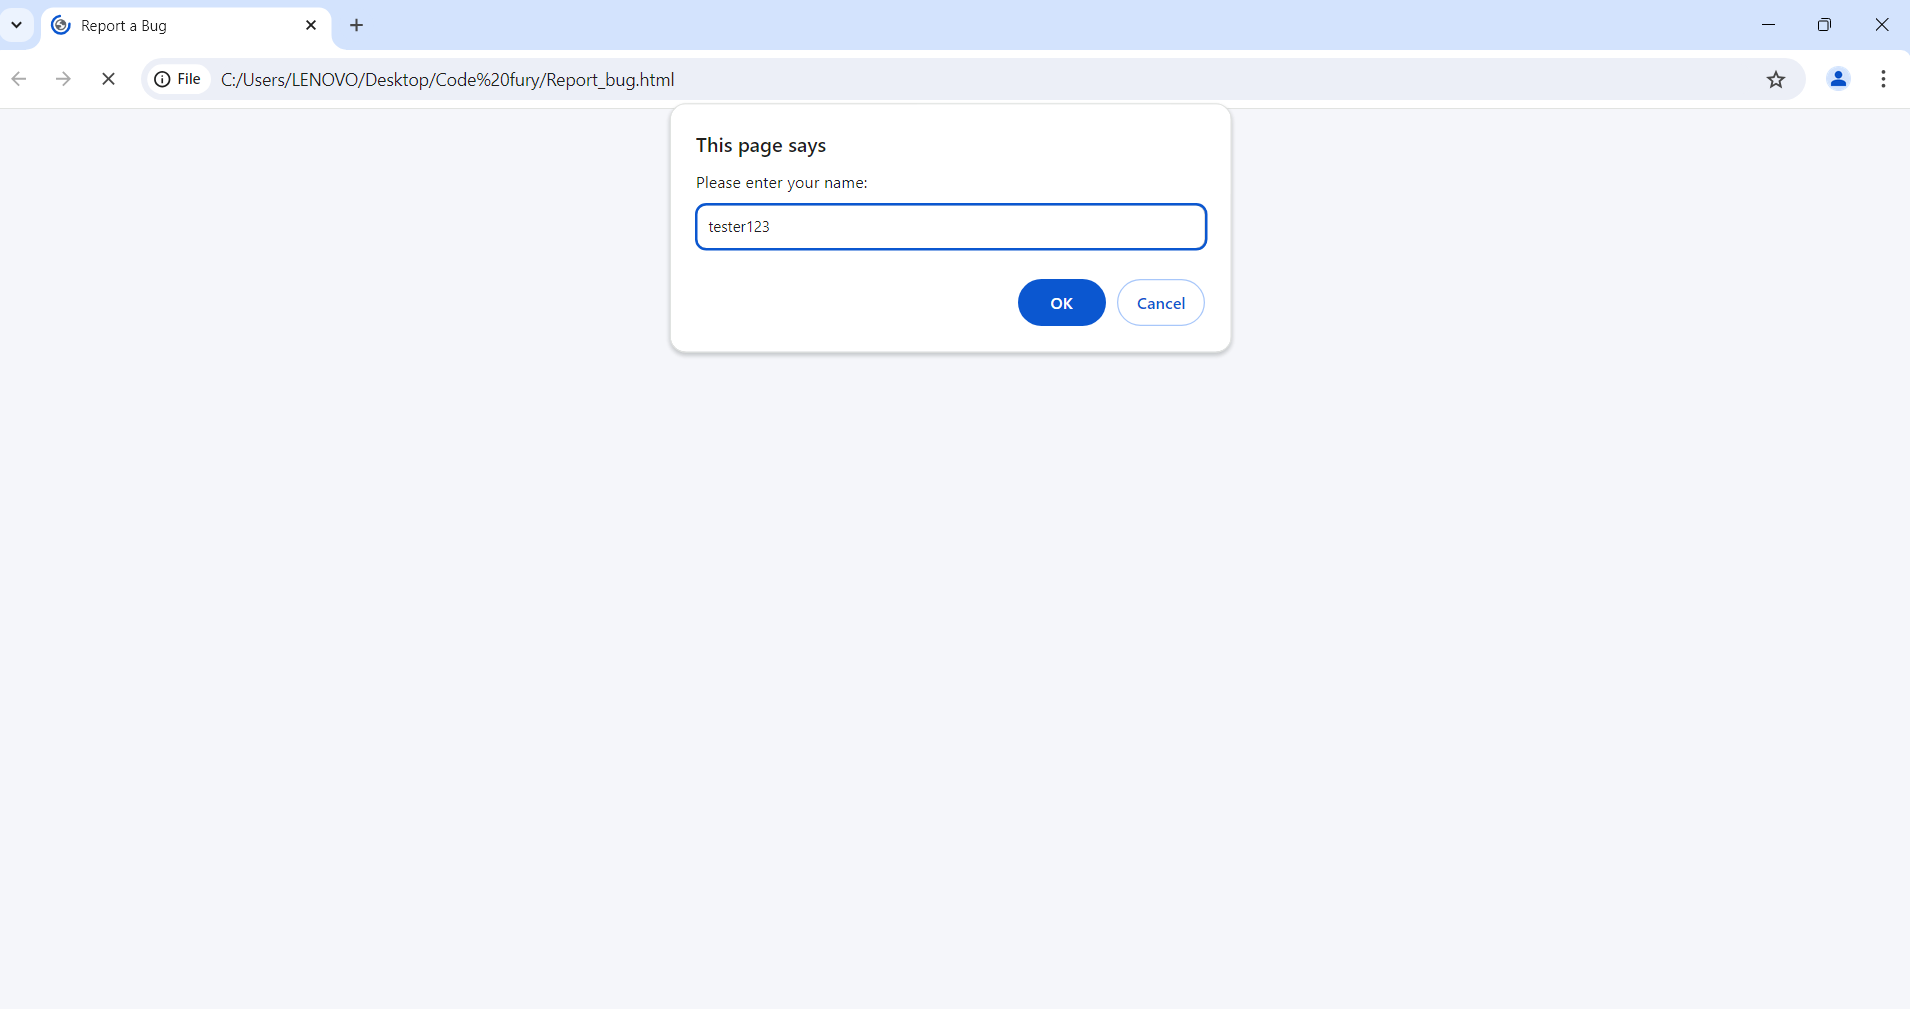 Report a Bug
File C:/Users/LENOVO/Desktop/Code%20fury/Report_bug.html
This page says
Please enter your name:
tester123
OK Cancel